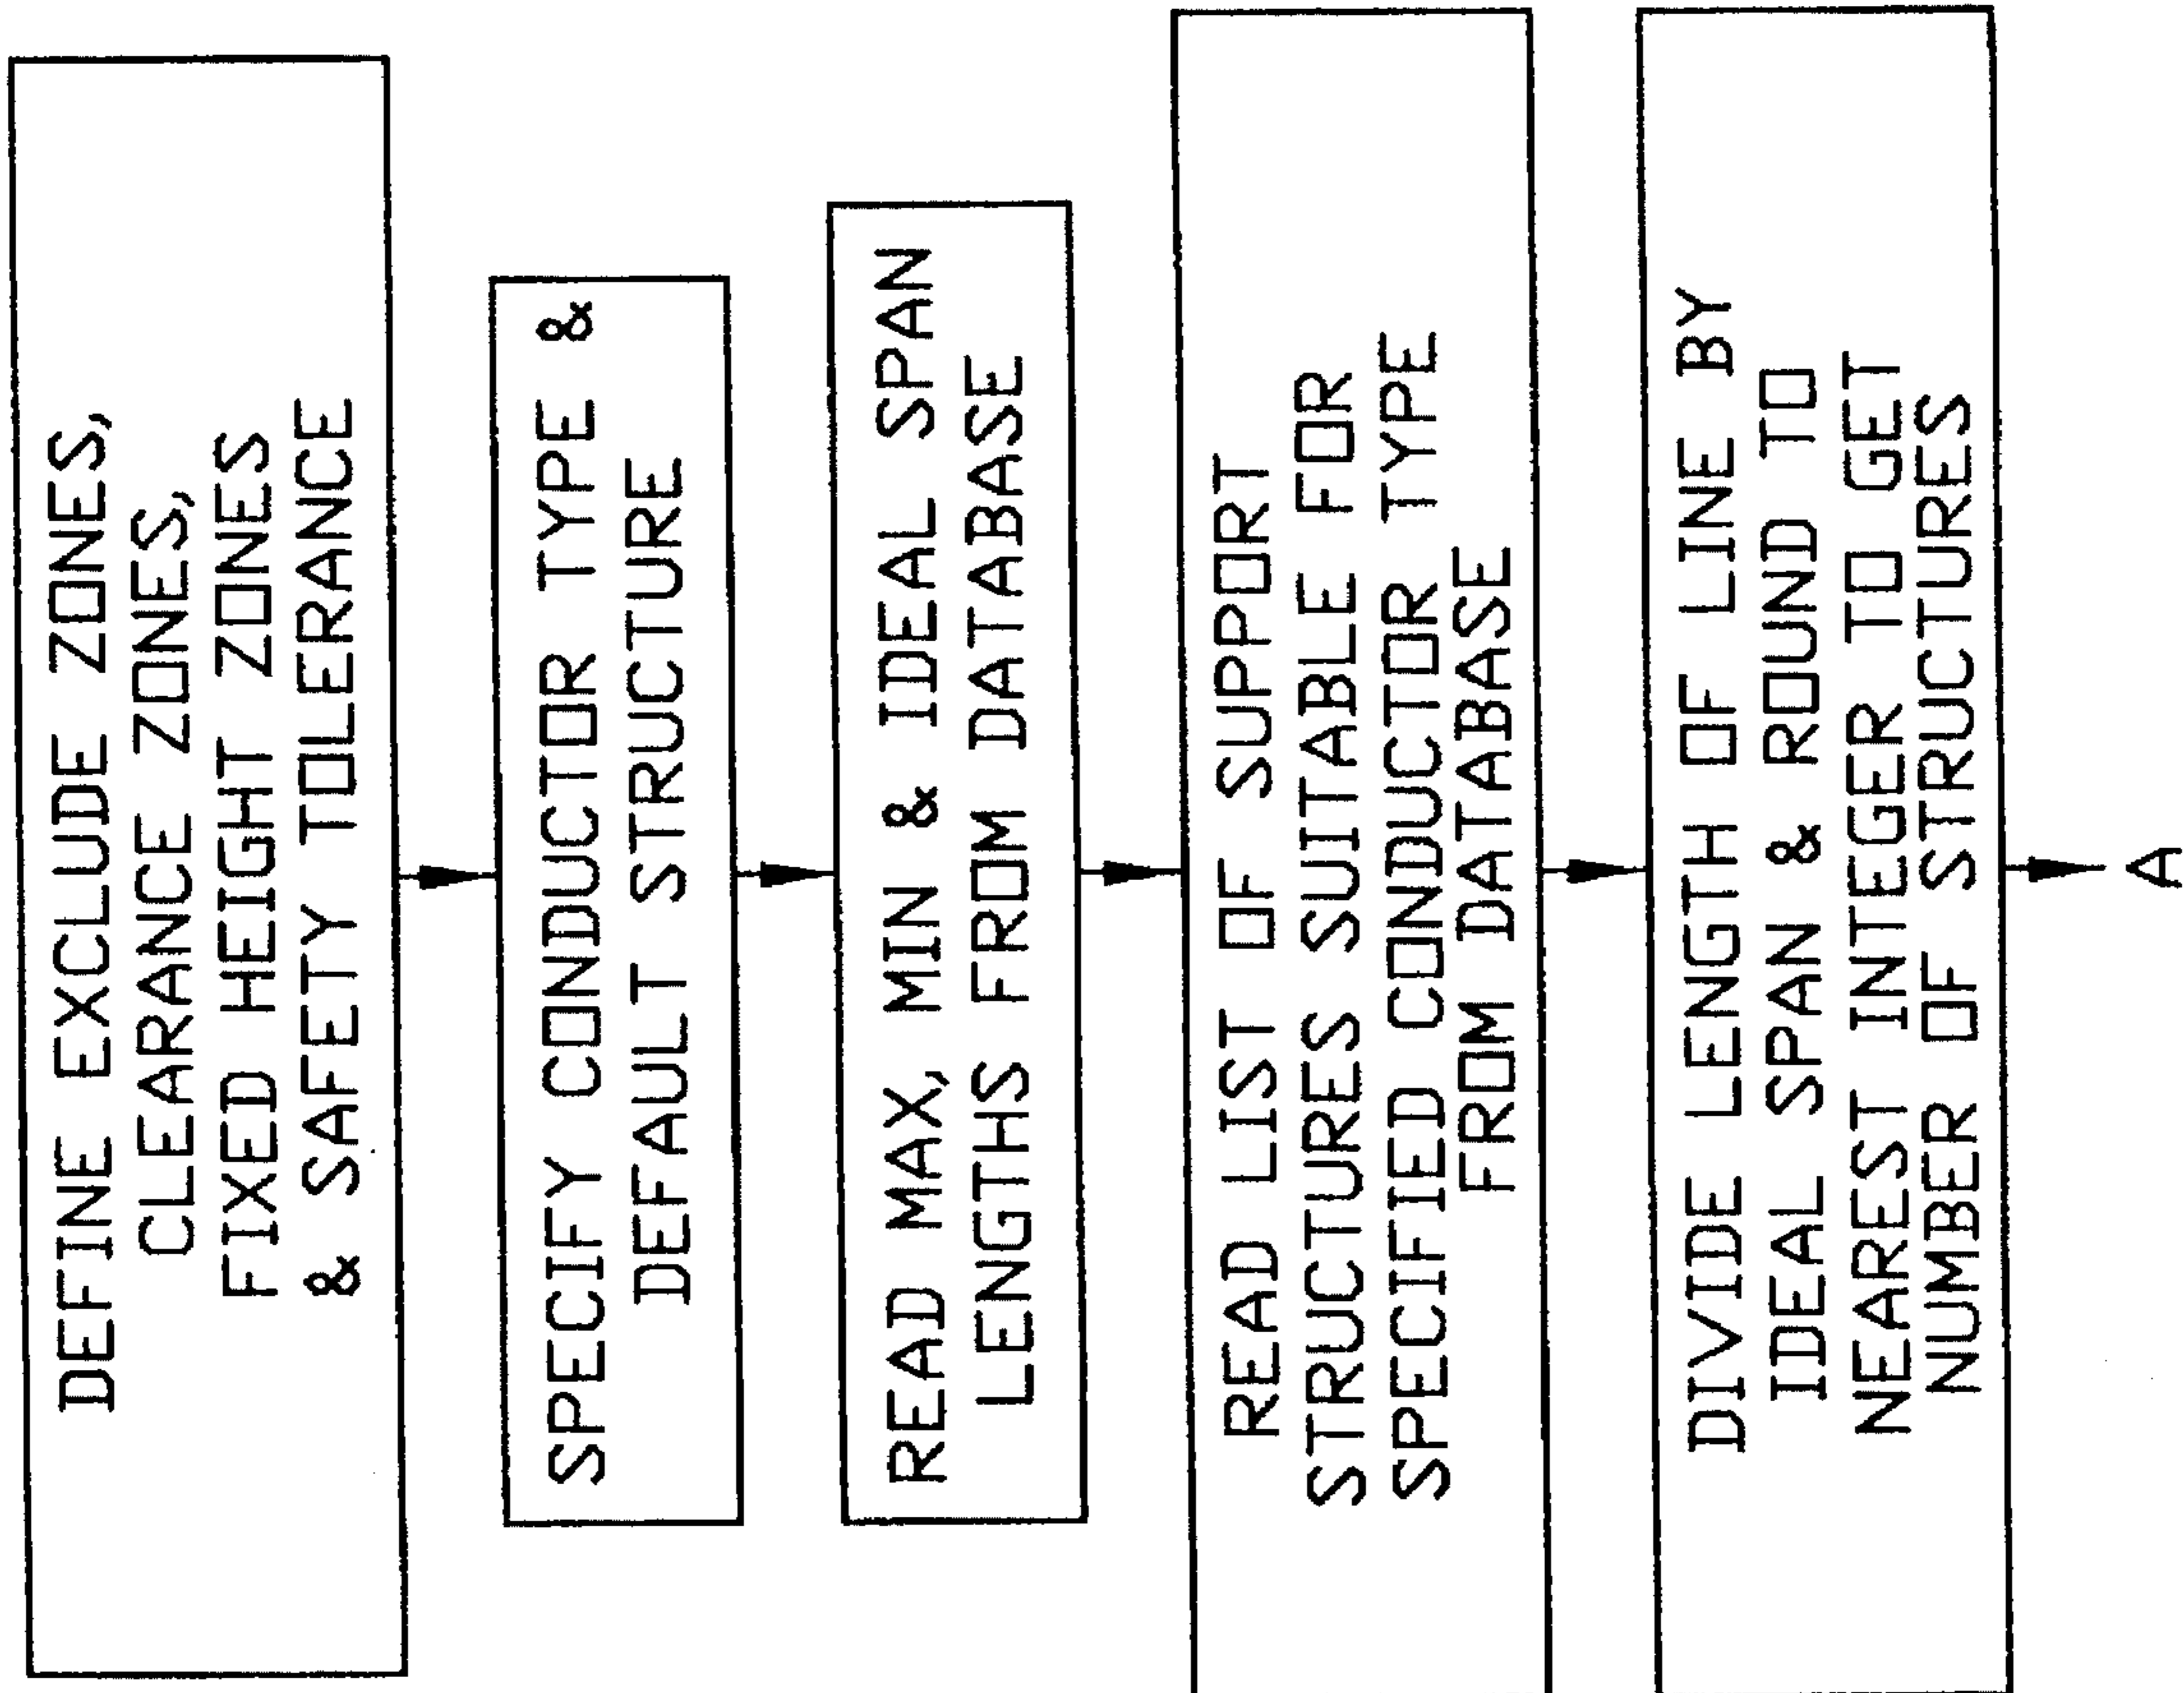 DEFINE EXCLUDE ZONES,
CLEARANCE ZONES,
FIXED HEIGHT ZONES
& SAFETY TOLERANCE
SPECIFY CONDUCTOR TYPE &
DEFAULT STRUCTURE
READ MAX, MIN & IDEAL SPAN
LENGTHS FROM DATABASE
READ LIST OF SUPPORT
STRUCTURES SUITABLE FOR
SPECIFIED CONDUCTOR TYPE
FROM DATABASE
DIVIDE LENGTH OF LINE BY
IDEAL SPAN & ROUND TO
NEAREST INTEGER TO GET
NUMBER OF STRUCTURES
A